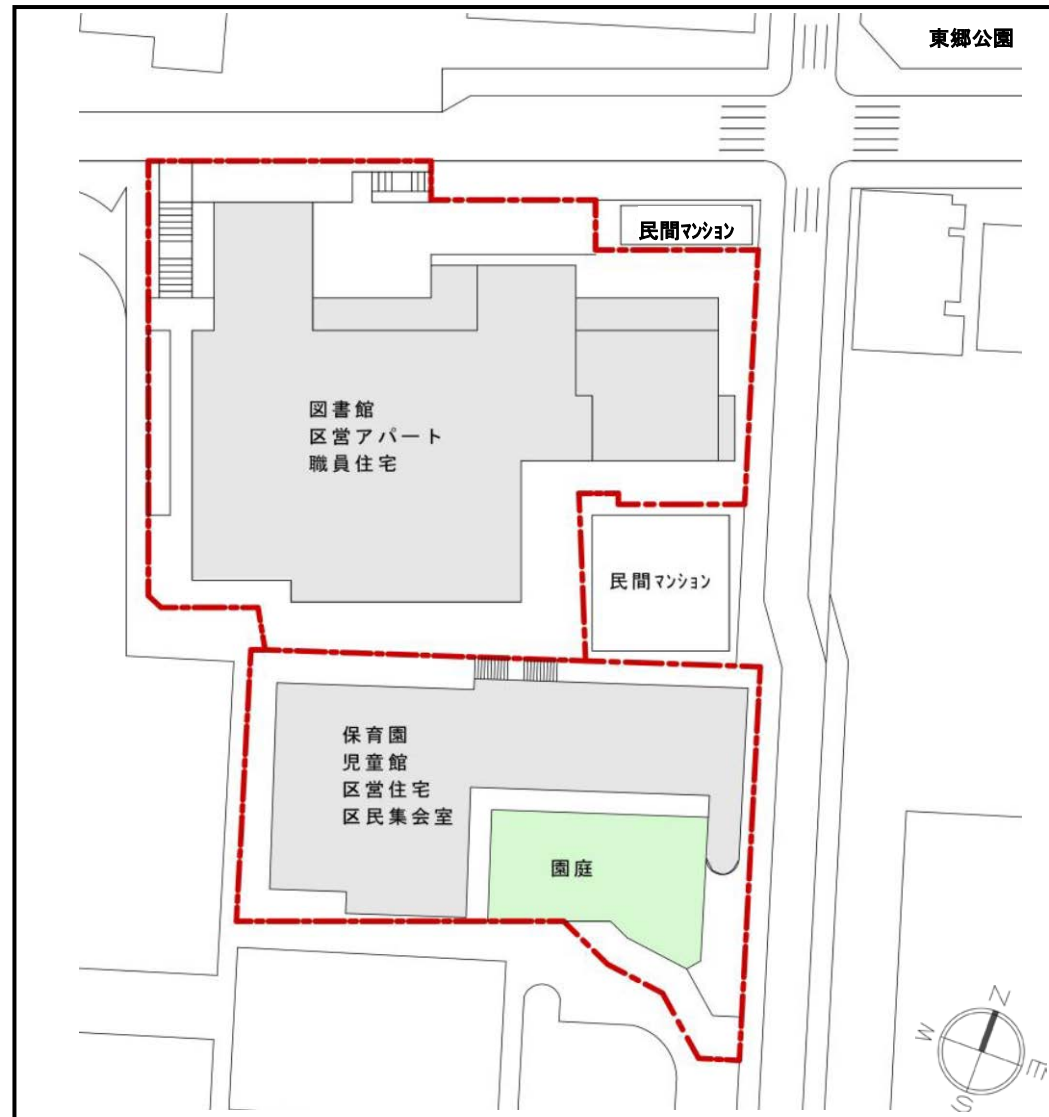 東郷公園
民間マンション
図書館
区営アパート
職員住宅
民間マンション
保育園
児童館
区営住宅
区民集会室
園庭
N
W
E
S